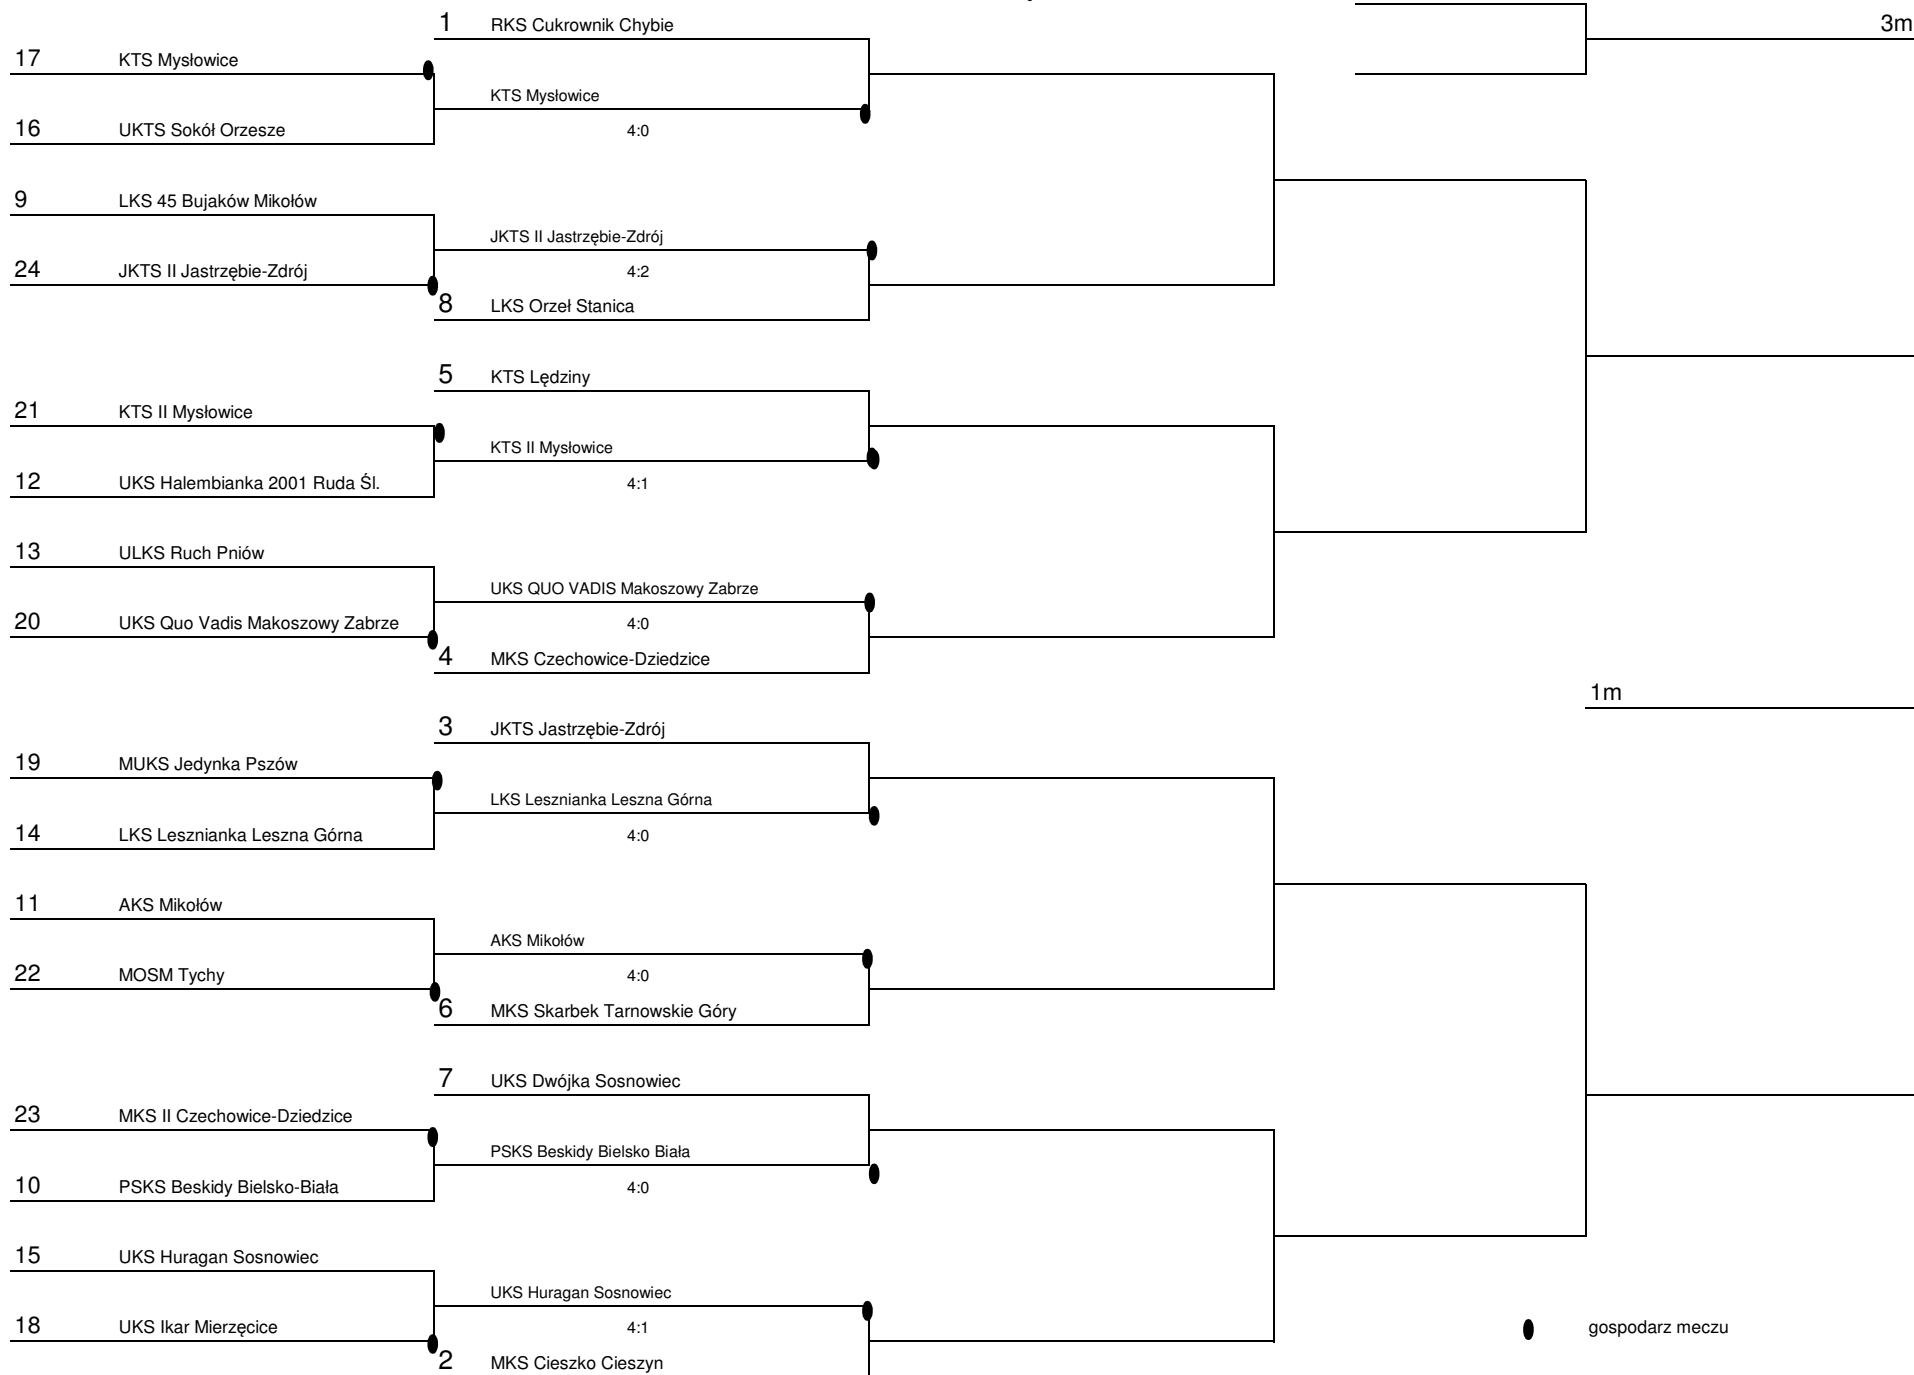 1 RKS Cukrownik Chybie
3m
17 KTS Mysłowice
KTS Mysłowice
16 UKTS Sokół Orzesze
4:0
9 LKS 45 Bujaków Mikołów
JKTS II Jastrzębie-Zdrój
24 JKTS II Jastrzębie-Zdrój
4:2
8 LKS Orzeł Stanica
5 KTS Lędziny
21 KTS II Mysłowice
KTS II Mysłowice
12 UKS Halembianka 2001 Ruda Śl.
4:1
13 ULKS Ruch Pniów
UKS QUO VADIS Makoszowy Zabrze
20 UKS Quo Vadis Makoszowy Zabrze
4:0
4 MKS Czechowice-Dziedzice
1m
3 JKTS Jastrzębie-Zdrój
19 MUKS Jedynka Pszów
LKS Lesznianka Leszna Górna
14 LKS Lesznianka Leszna Górna
4:0
11 AKS Mikołów
AKS Mikołów
22 MOSM Tychy
4:0
6 MKS Skarbek Tarnowskie Góry
7 UKS Dwójka Sosnowiec
23 MKS II Czechowice-Dziedzice
PSKS Beskidy Bielsko Biała
10 PSKS Beskidy Bielsko-Biała
4:0
15 UKS Huragan Sosnowiec
UKS Huragan Sosnowiec
18 UKS Ikar Mierzęcice
4:1
gospodarz meczu
2 MKS Cieszko Cieszyn